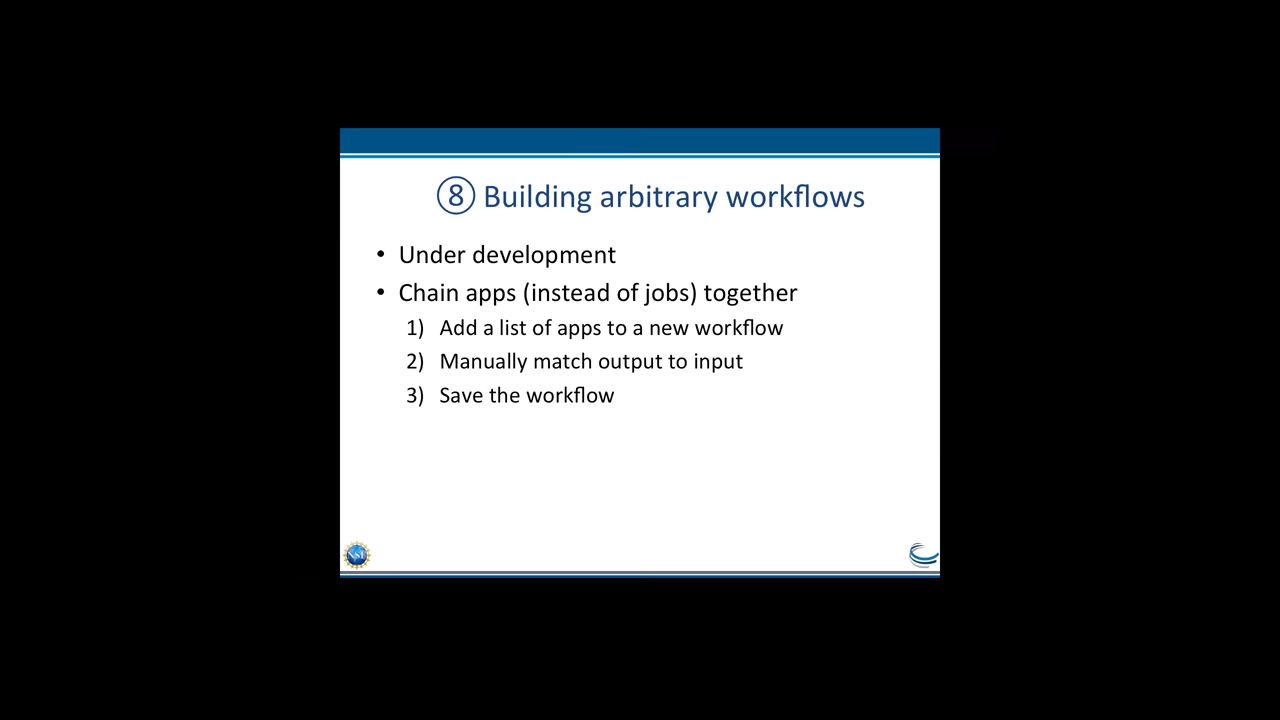 ⑧ Building arbitrary workflows
• Under development
• Chain apps (instead of jobs) together
1) Add a list of apps to a new workflow
2) Manually match output to input
3) Save the workflow
NSF